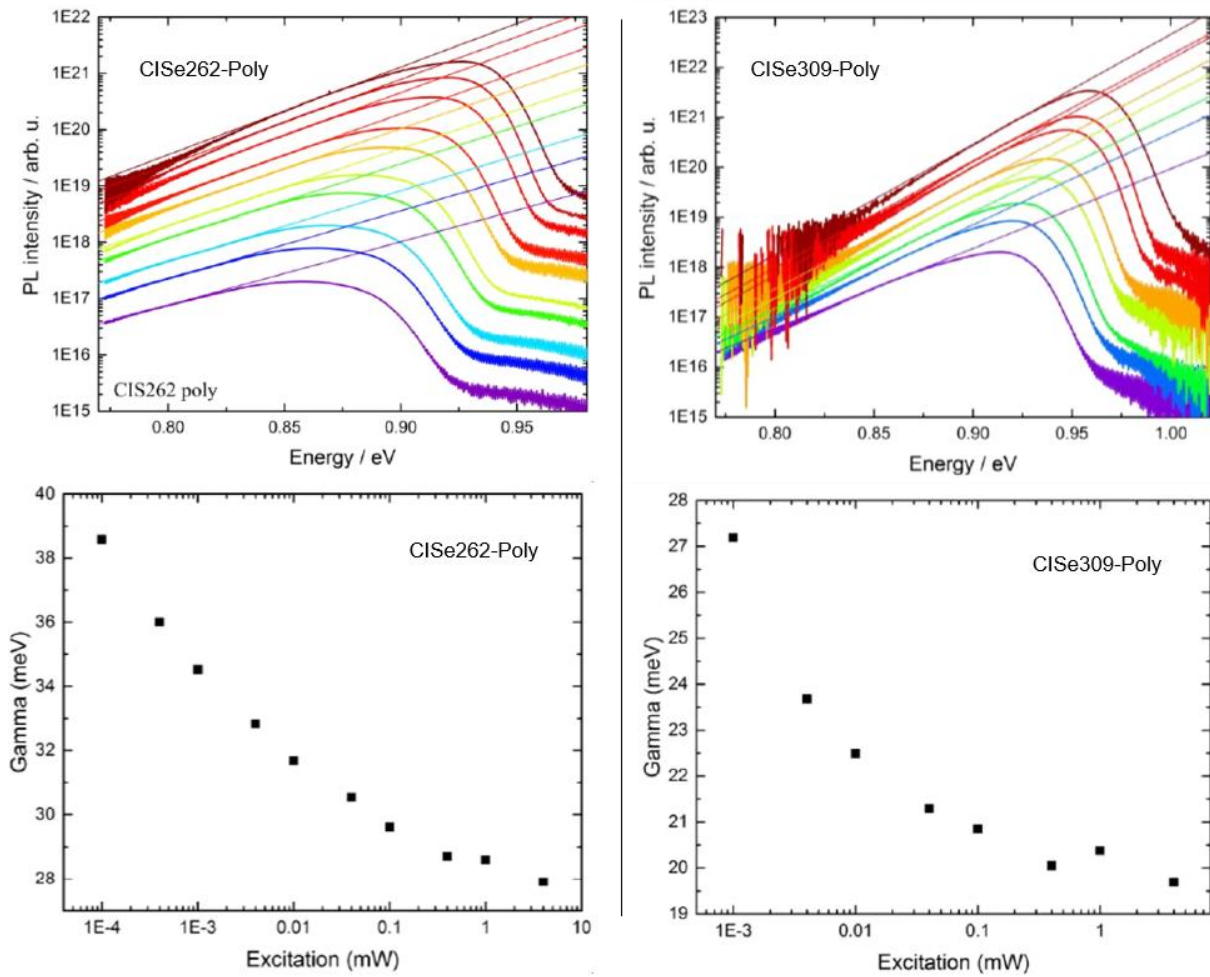 1E22
1E21
1E20
1E19
1E18
1E17
1E16
1E15
PL intensity / arb. u.
CISe262-Poly
CIS262 poly
0.80
0.85
0.90
0.95
Energy / eV
1E23
1E22
1E21
1E20
1E19
1E18
1E17
1E16
1E15
PL intensity / arb. u.
CISe309-Poly
0.80
0.85
0.90
0.95
1.00
Energy / eV
40
38
36
34
32
30
28
Gamma (meV)
CISe262-Poly
1E-4
1E-3
0.01
0.1
1
10
Excitation (mW)
28
27
26
25
24
23
22
21
20
19
Gamma (meV)
CISe309-Poly
1E-3
0.01
0.1
1
Excitation (mW)